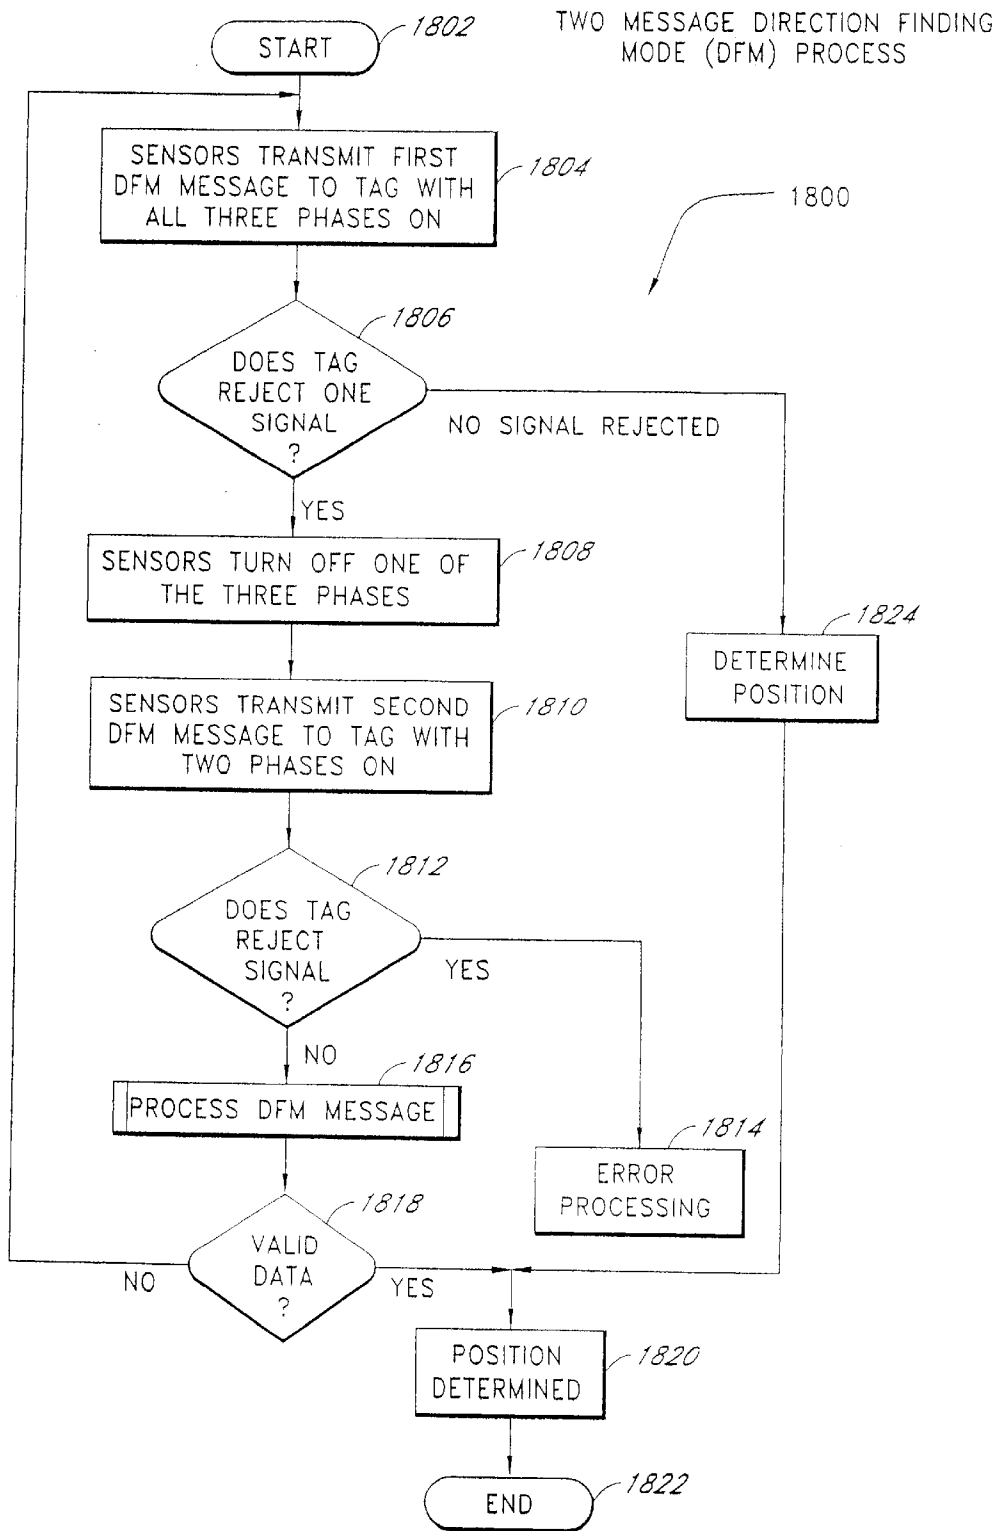 TWO MESSAGE DIRECTION FINDING
MODE (DFM) PROCESS
START
1802
SENSORS TRANSMIT FIRST
DFM MESSAGE TO TAG WITH
ALL THREE PHASES ON
1804
1800
1806
DOES TAG
REJECT ONE
SIGNAL
?
NO SIGNAL REJECTED
YES
SENSORS TURN OFF ONE OF
THE THREE PHASES
1808
1824
DETERMINE
POSITION
SENSORS TRANSMIT SECOND
DFM MESSAGE TO TAG WITH
TWO PHASES ON
1810
1812
DOES TAG
REJECT
SIGNAL
?
YES
NO
1816
PROCESS DFM MESSAGE
1814
ERROR
PROCESSING
1818
VALID
DATA
?
NO
YES
POSITION
DETERMINED
1820
END
1822